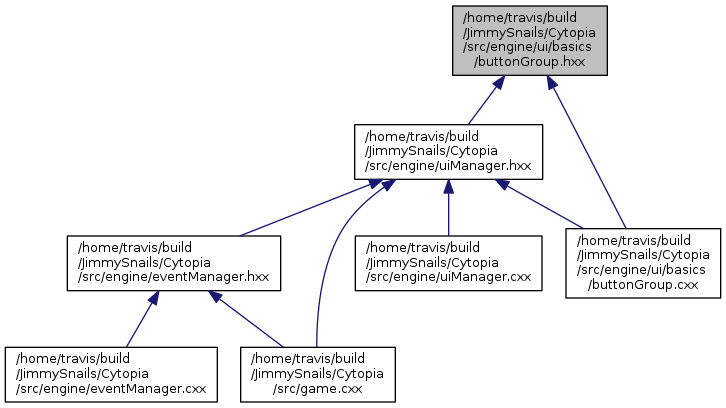 /home/travis/build
/JimmySnails/Cytopia
/src/engine/ui/basics
/buttonGroup.hxx
/home/travis/build
/JimmySnails/Cytopia
/src/engine/uiManager.hxx
/home/travis/build
/JimmySnails/Cytopia
/src/engine/eventManager.hxx
/home/travis/build
/JimmySnails/Cytopia
/src/engine/uiManager.cxx
/home/travis/build
/JimmySnails/Cytopia
/src/engine/ui/basics
/buttonGroup.cxx
/home/travis/build
/JimmySnails/Cytopia
/src/engine/eventManager.cxx
/home/travis/build
/JimmySnails/Cytopia
/src/game.cxx